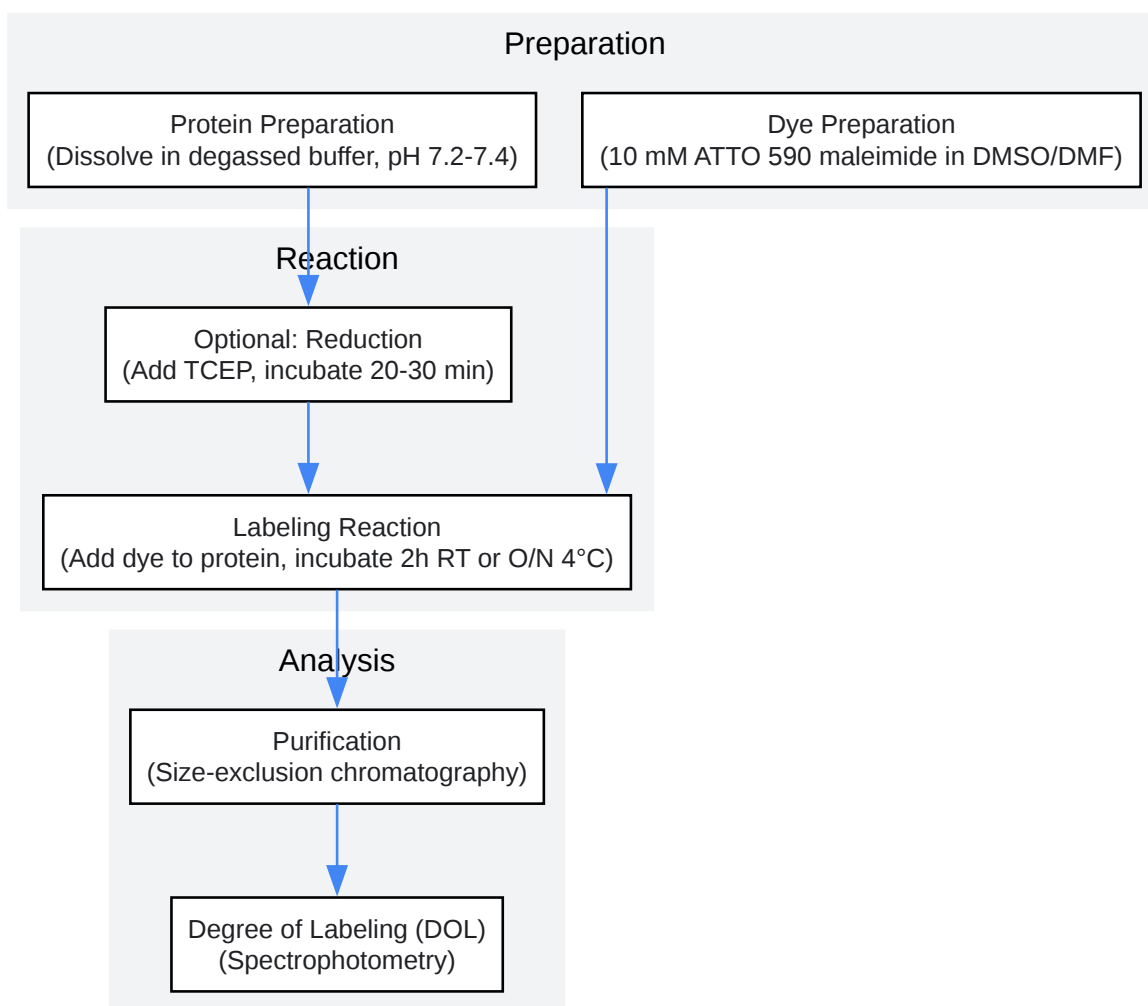 Preparation
Protein Preparation
(Dissolve in degassed buffer, pH 7.2-7.4)
Dye Preparation
(10 mM ATTO 590 maleimide in DMSO/DMF)
Reaction
Optional: Reduction
(Add TCEP, incubate 20-30 min)
Labeling Reaction
(Add dye to protein, incubate 2h RT or O/N 4°C)
Analysis
Purification
(Size-exclusion chromatography)
Degree of Labeling (DOL)
(Spectrophotometry)